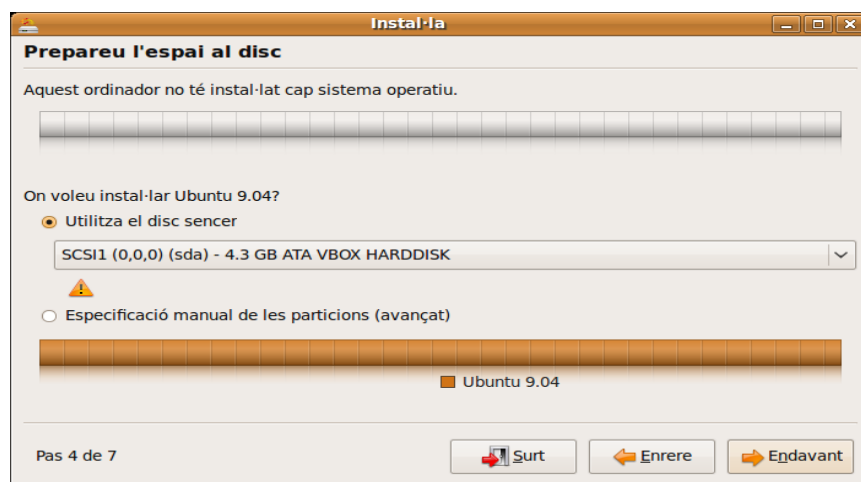 Instal·la
Prepareu l'espai al disc
Aquest ordinador no té instal·lat cap sistema operatiu.
On voleu instal·lar Ubuntu 9.04?
Utilitza el disc sencer
SCSI1 (0,0,0) (sda) - 4.3 GB ATA VBOX HARDDISK
Especificació manual de les particions (avançat)
Ubuntu 9.04
Pas 4 de 7
Surt
Enrere
Endavant